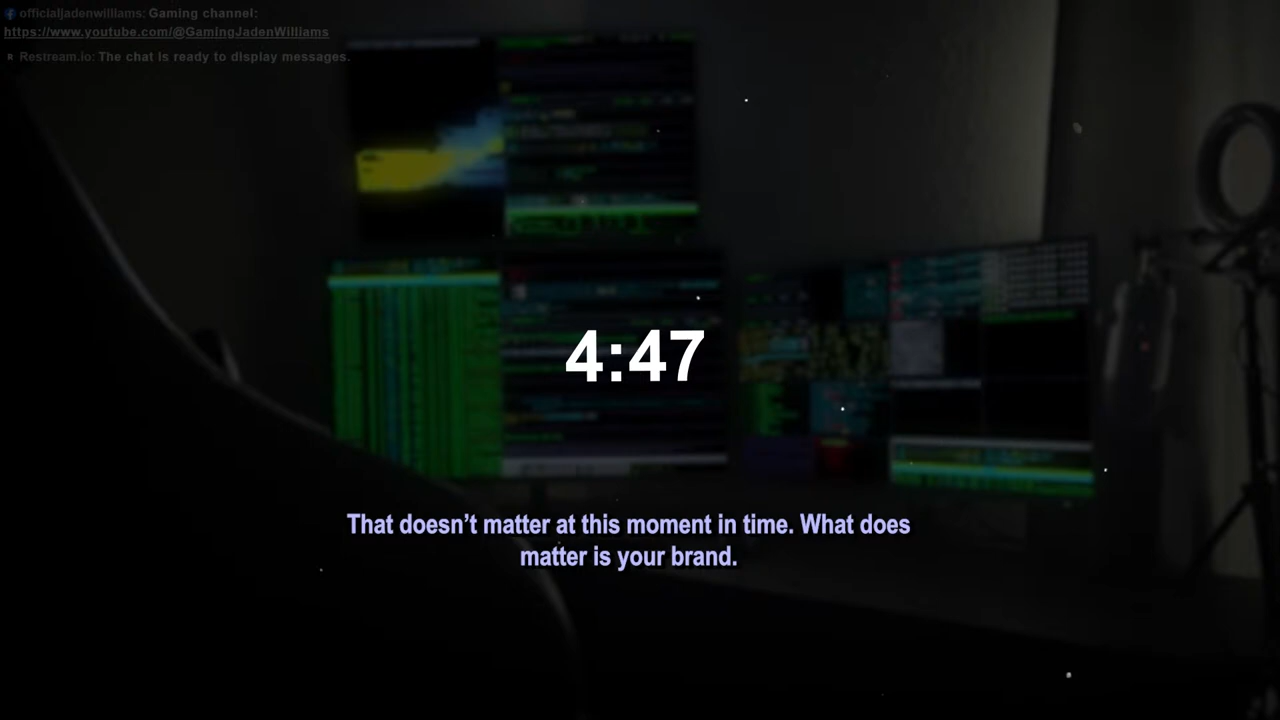 officialjadenwilliams: Gaming channel:
https://www.youtube.com/@GamingJadenWilliams
Restream.io: The chat is ready to display messages.
4:47
That doesn’t matter at this moment in time. What does
matter is your brand.